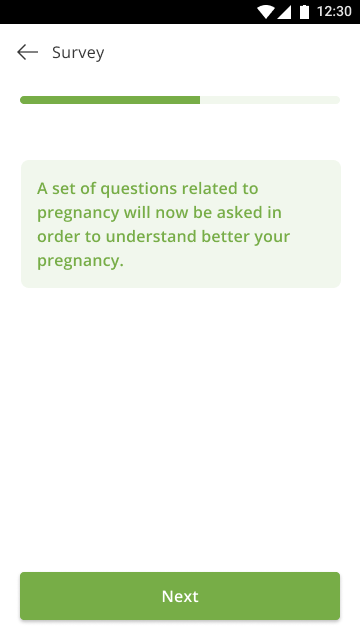 12:30
Survey
A set of questions related to
pregnancy will now be asked in
order to understand better your
pregnancy.
Next